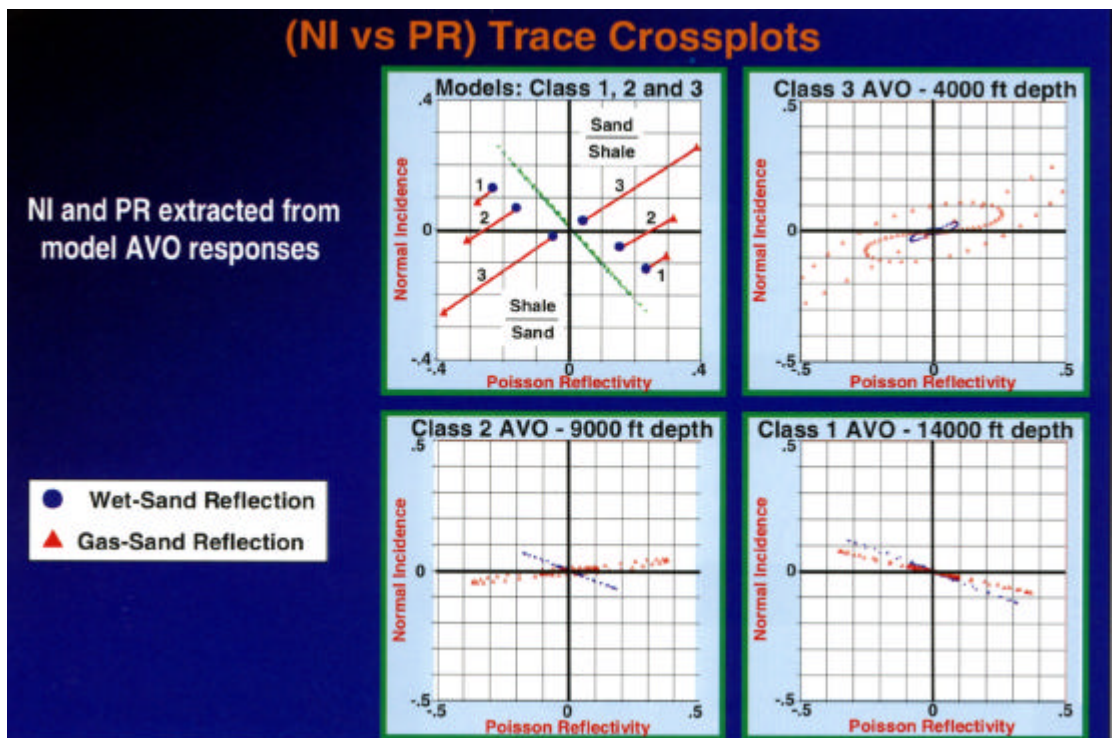 (NI vs PR) Trace Crossplots
NI and PR extracted from
model AVO responses
Wet-Sand Reflection
Gas-Sand Reflection
Models: Class 1, 2 and 3
.4
Sand
Shale
1
2
3
3
2
1
Shale
Sand
0
-.4
-.4
0
.4
Normal Incidence
Poisson Reflectivity
Class 3 AVO - 4000 ft depth
.5
0
-.5
-.5
0
.5
Normal Incidence
Poisson Reflectivity
Class 2 AVO - 9000 ft depth
.5
0
-.5
-.5
0
.5
Normal Incidence
Poisson Reflectivity
Class 1 AVO - 14000 ft depth
.5
0
-.5
-.5
0
.5
Normal Incidence
Poisson Reflectivity